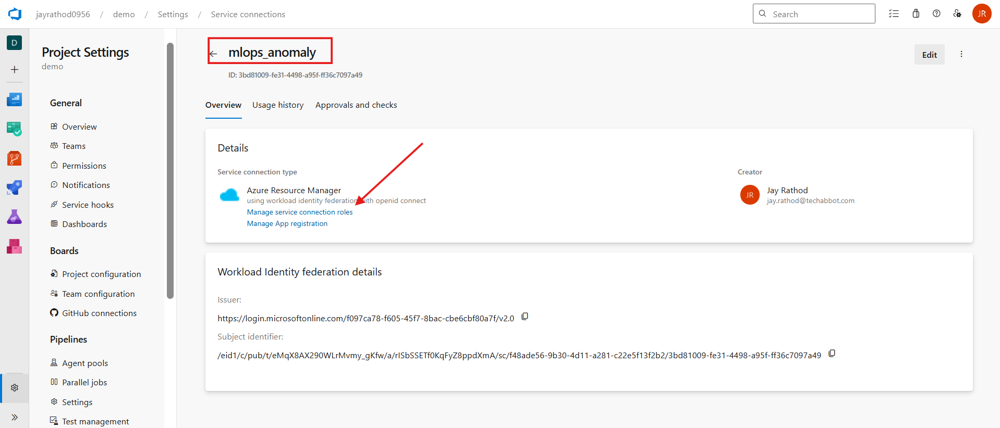 jayrathod0956 / demo / Settings / Service connections
Search
JR
D
Project Settings
demo
General
Overview
Teams
Permissions
Notifications
Service hooks
Dashboards
Boards
Project configuration
Team configuration
GitHub connections
Pipelines
Agent pools
Parallel jobs
Settings
Test management
mlops_anomaly
Edit
ID: 3bd81009-fe31-4498-a95f-ff36c7097a49
Overview
Usage history
Approvals and checks
Details
Service connection type
Azure Resource Manager
using workload identity federation with openid connect
Manage service connection roles
Manage App registration
Creator
JR
Jay Rathod
jay.rathod@techabbot.com
Workload Identity federation details
Issuer:
https://login.microsoftonline.com/f097ca78-f605-45f7-8bac-cbe6cbf80a7f/v2.0
Subject identifier:
/eid1/c/pub/t/eMqX8AX290WLrMvmy_gKfw/a/rISbSSETf0KqFyZ8ppdXmA/sc/f48ade56-9b30-4d11-a281-c22e5f13f2b2/3bd81009-fe31-4498-a95f-ff36c7097a49